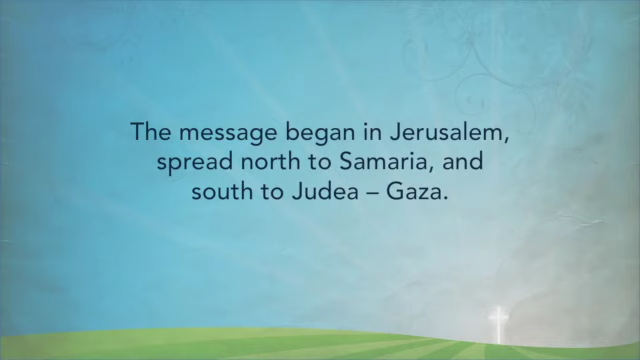 The message began in Jerusalem,
spread north to Samaria, and
south to Judea – Gaza.